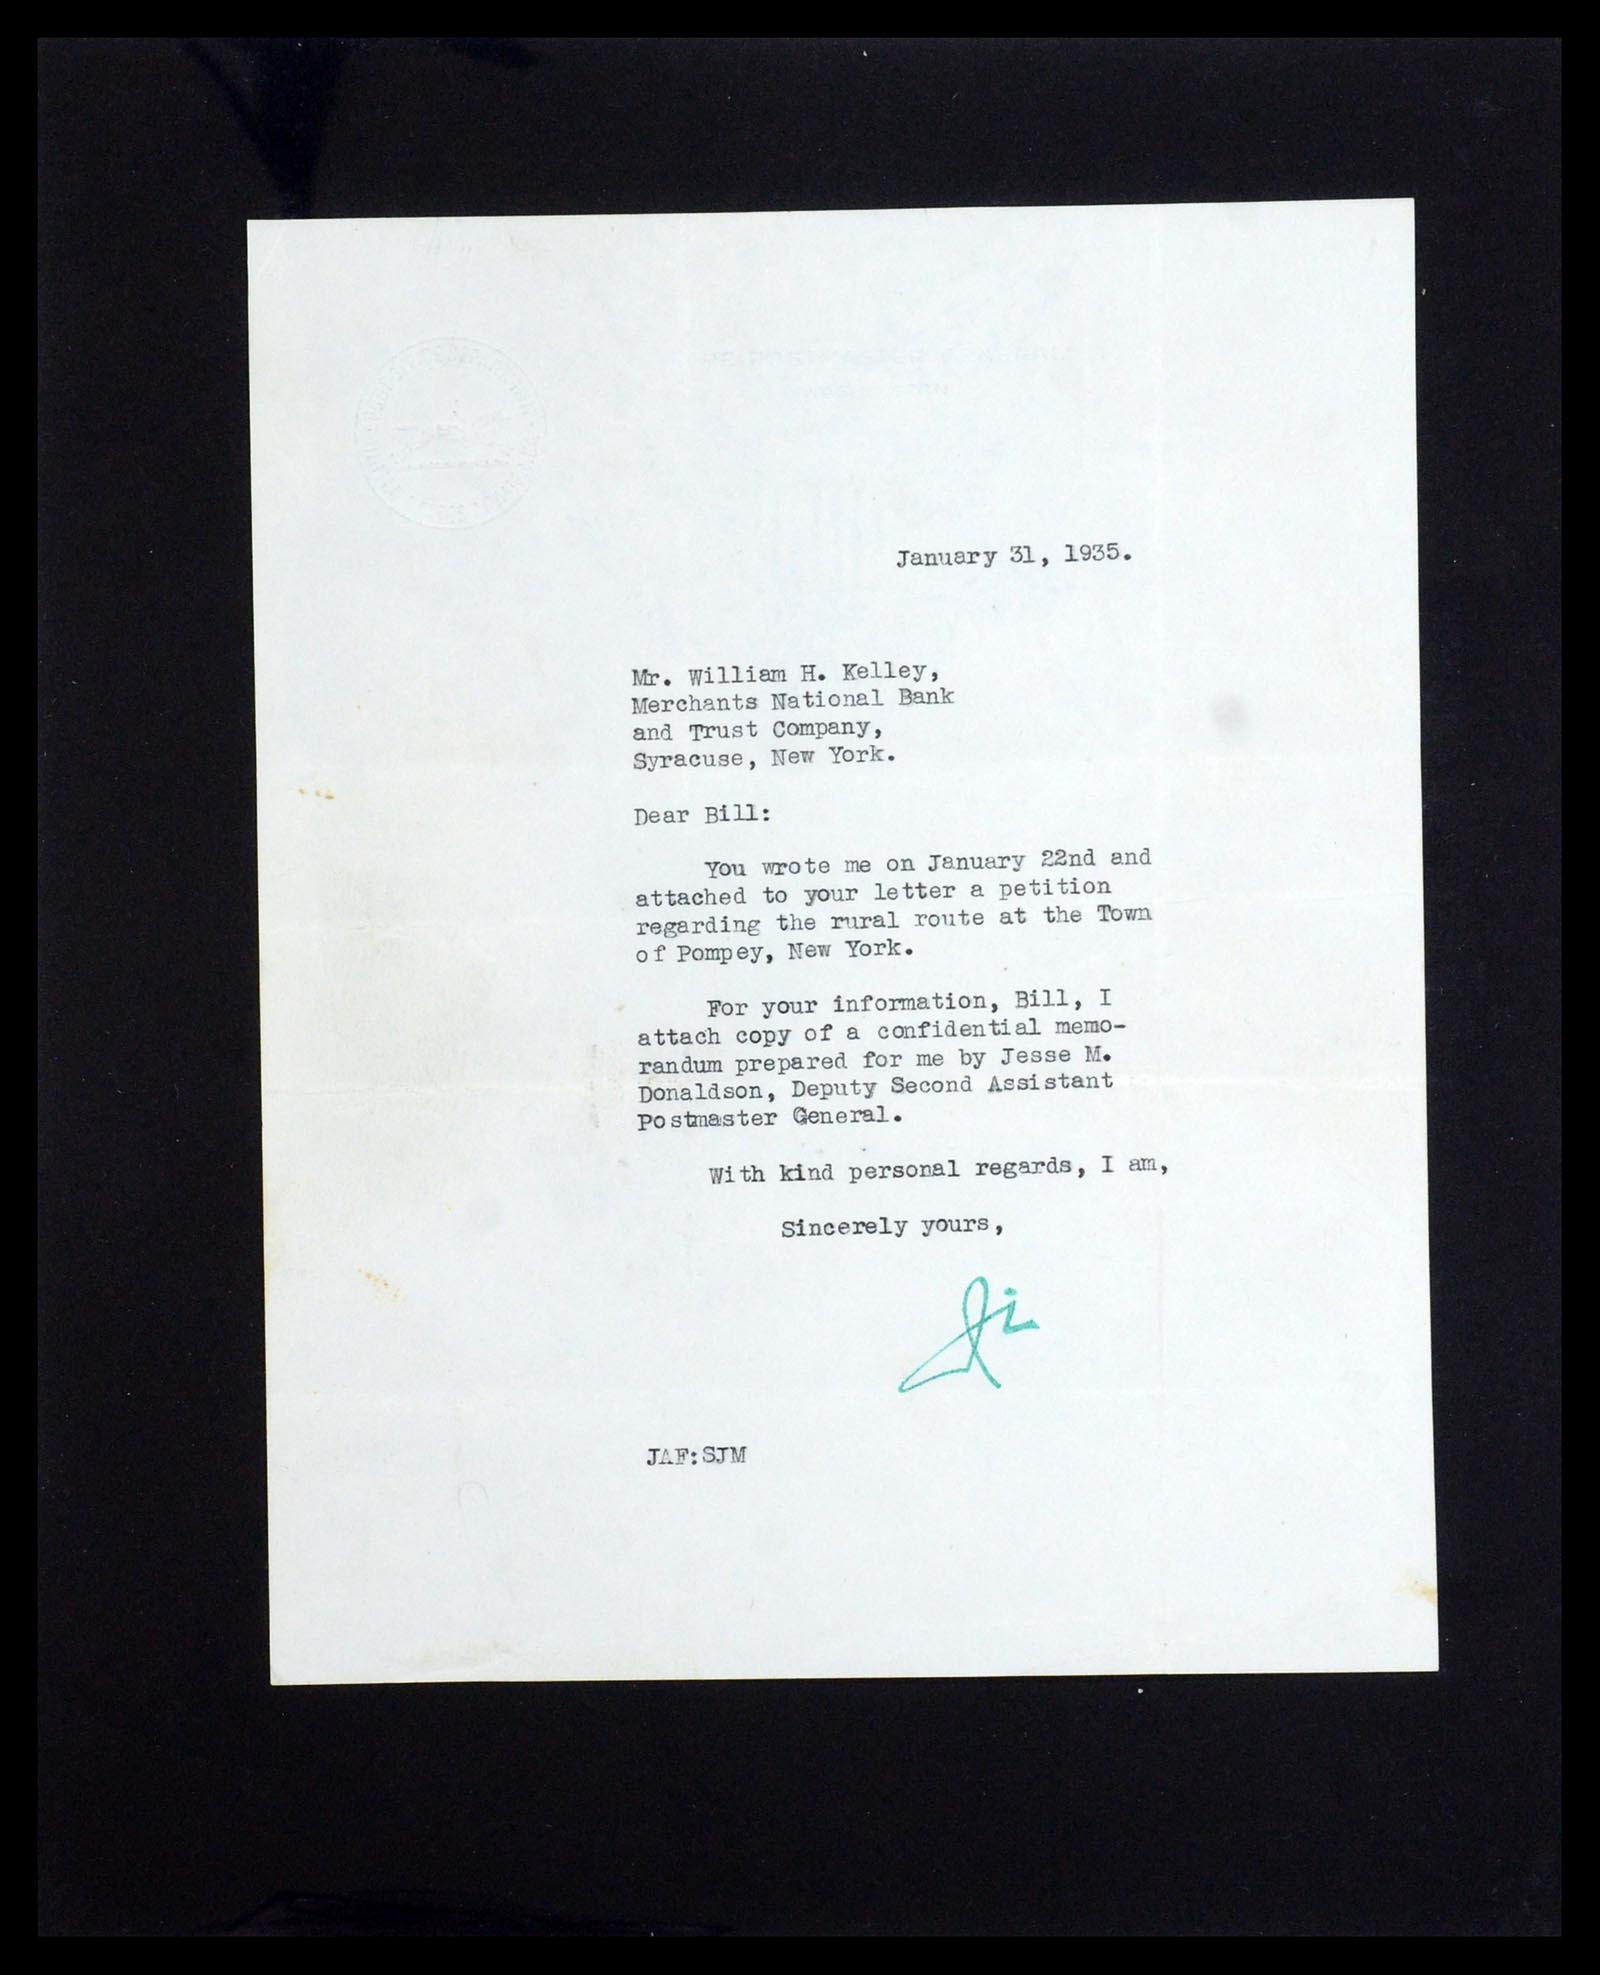 January 31, 1935.
Mr. William H. Kelley,
Merchants National Bank
and Trust Company,
Syracuse, New York.
Dear Bill:
You wrote me on January 22nd and
attached to your letter a petition
regarding the rural route at the Town
of Pompey, New York.
For your information, Bill, I
attach copy of a confidential memo-
randum prepared for me by Jesse M.
Donaldson, Deputy Second Assistant
Postmaster General.
With kind personal regards, I am,
Sincerely yours,
JAF:SJM